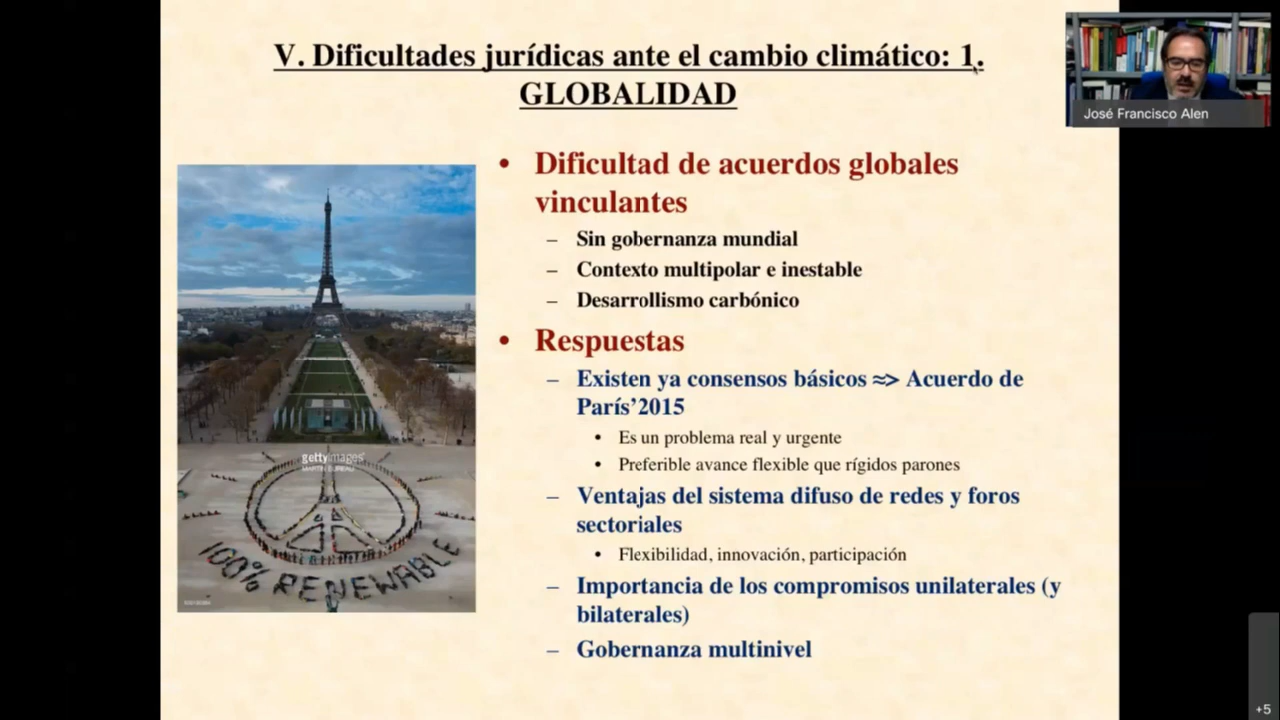 V. Dificultades jurídicas ante el cambio climático: 1.
GLOBALIDAD
José Francisco Alen
• Dificultad de acuerdos globales
vinculantes
– Sin gobernanza mundial
– Contexto multipolar e inestable
– Desarrollismo carbónico
• Respuestas
– Existen ya consensos básicos ≈> Acuerdo de
París’2015
• Es un problema real y urgente
• Preferible avance flexible que rígidos parones
– Ventajas del sistema difuso de redes y foros
sectoriales
• Flexibilidad, innovación, participación
– Importancia de los compromisos unilaterales (y
bilaterales)
– Gobernanza multinivel
gettyimages
MARTIN BUREAU
100% RENEWABLE
+5